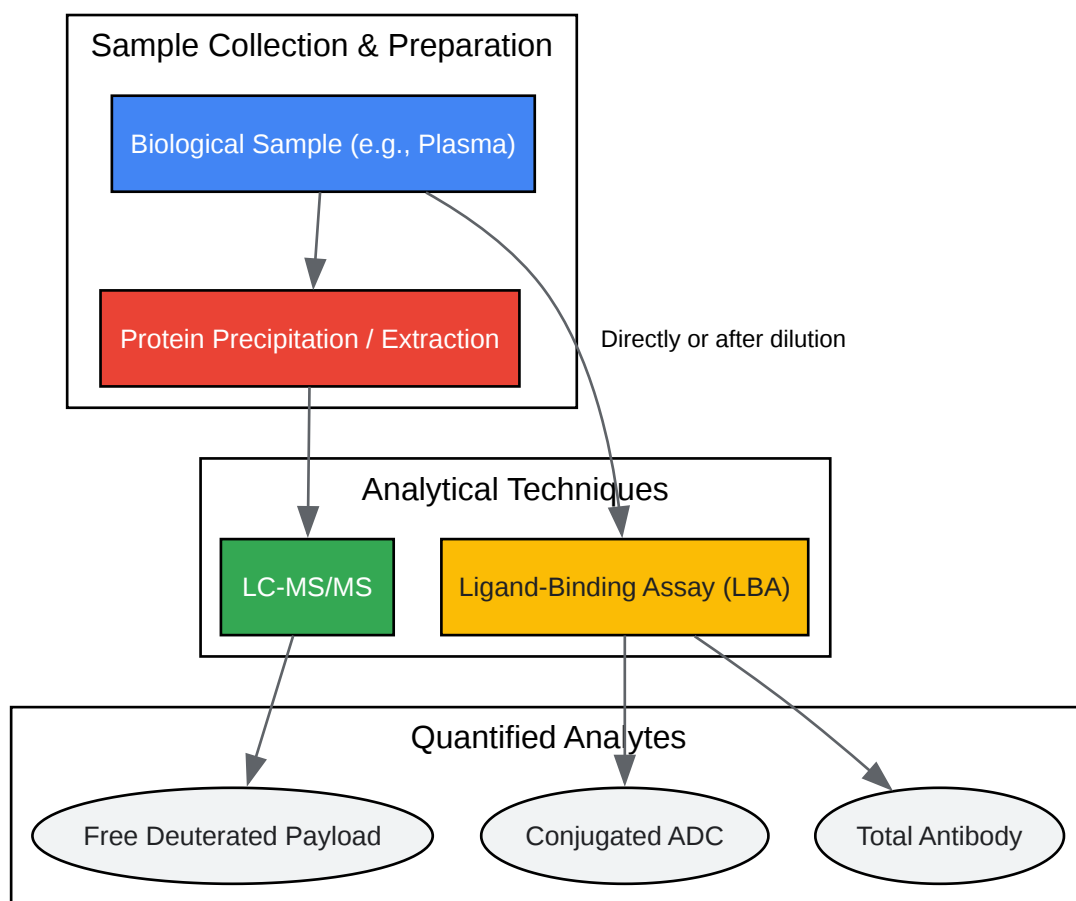 Sample Collection & Preparation
Biological Sample (e.g., Plasma)
Protein Precipitation / Extraction
Directly or after dilution
Analytical Techniques
LC-MS/MS
Ligand-Binding Assay (LBA)
Quantified Analytes
Free Deuterated Payload
Conjugated ADC
Total Antibody